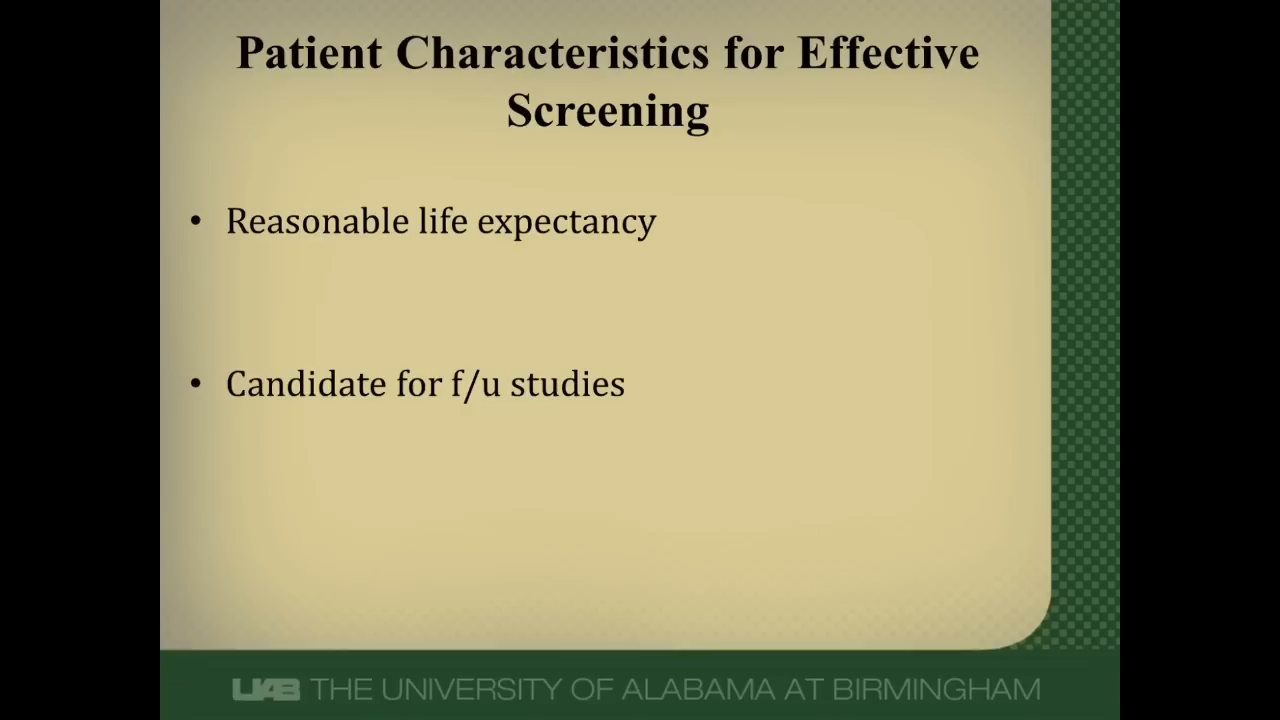 Patient Characteristics for Effective
Screening
• Reasonable life expectancy
• Candidate for f/u studies
UAB THE UNIVERSITY OF ALABAMA AT BIRMINGHAM